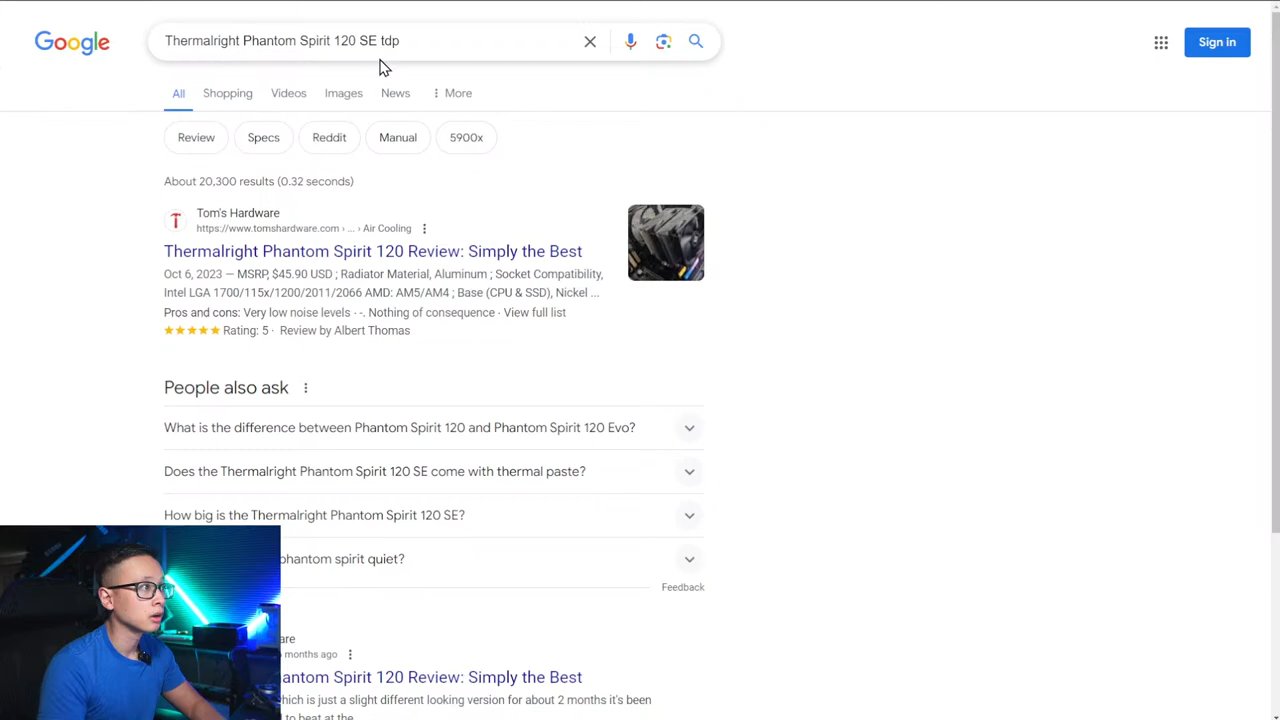 Google
Thermalright Phantom Spirit 120 SE tdp
Sign in
All
Shopping
Videos
Images
News
More
Review
Specs
Reddit
Manual
5900x
About 20,300 results (0.32 seconds)
Tom's Hardware
https://www.tomshardware.com › ... › Air Cooling
Thermalright Phantom Spirit 120 Review: Simply the Best
Oct 6, 2023 — MSRP, $45.90 USD ; Radiator Material, Aluminum ; Socket Compatibility,
Intel LGA 1700/115x/1200/2011/2066 AMD: AM5/AM4 ; Base (CPU & SSD), Nickel ...
Pros and cons: Very low noise levels · -. Nothing of consequence · View full list
Rating: 5 · Review by Albert Thomas
People also ask
What is the difference between Phantom Spirit 120 and Phantom Spirit 120 Evo?
Does the Thermalright Phantom Spirit 120 SE come with thermal paste?
How big is the Thermalright Phantom Spirit 120 SE?
phantom spirit quiet?
Feedback
are
months ago
antom Spirit 120 Review: Simply the Best
which is just a slight different looking version for about 2 months it's been
to beat at the